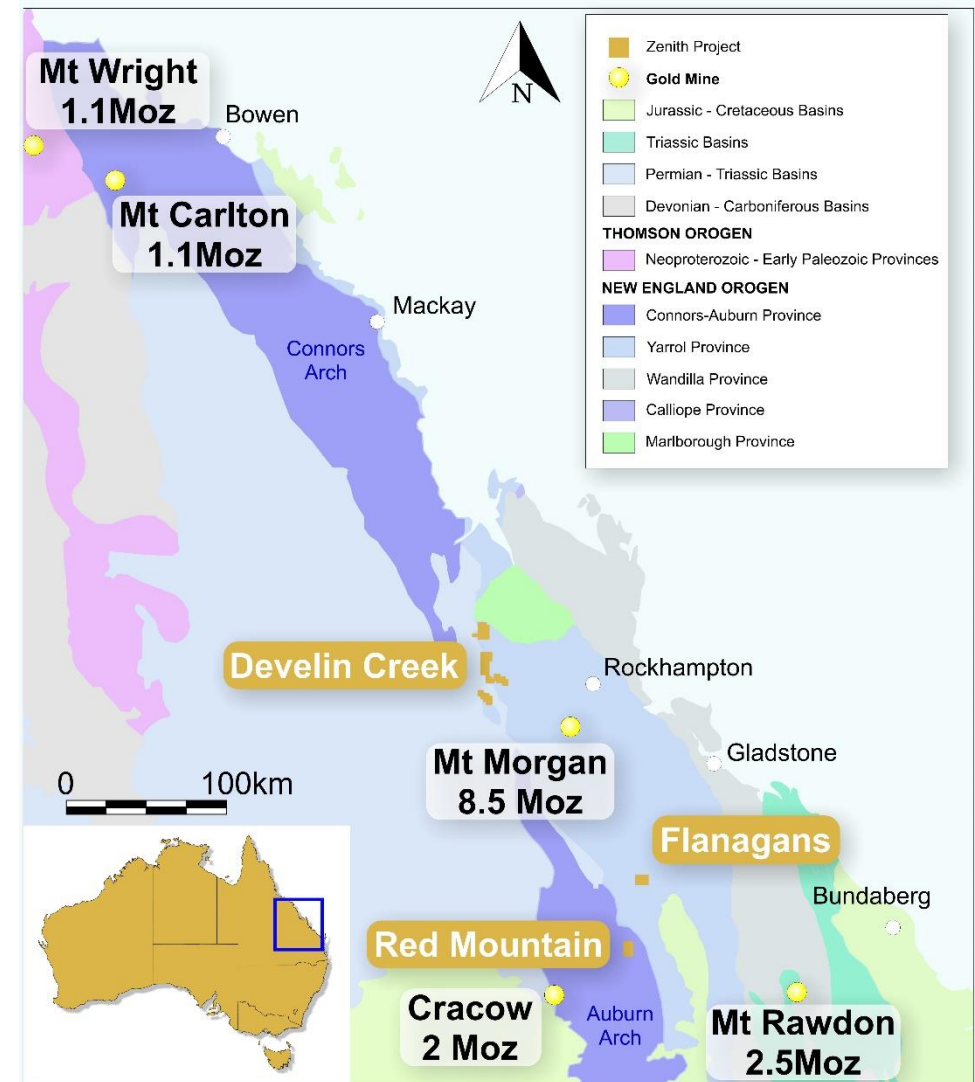 Mt Wright
1.1Moz
Bowen
Mt Carlton
1.1Moz
Mackay
Connors
Arch
N
Zenith Project
Gold Mine
Jurassic - Cretaceous Basins
Triassic Basins
Permian - Triassic Basins
Devonian - Carboniferous Basins
THOMSON OROGEN
Neoproterozoic - Early Paleozoic Provinces
NEW ENGLAND OROGEN
Connors-Auburn Province
Yarrol Province
Wandilla Province
Calliope Province
Marlborough Province
Develin Creek
Rockhampton
Mt Morgan
8.5 Moz
Gladstone
0 100km
Flanagans
Bundaberg
Red Mountain
Cracow
2 Moz
Auburn
Arch
Mt Rawdon
2.5Moz